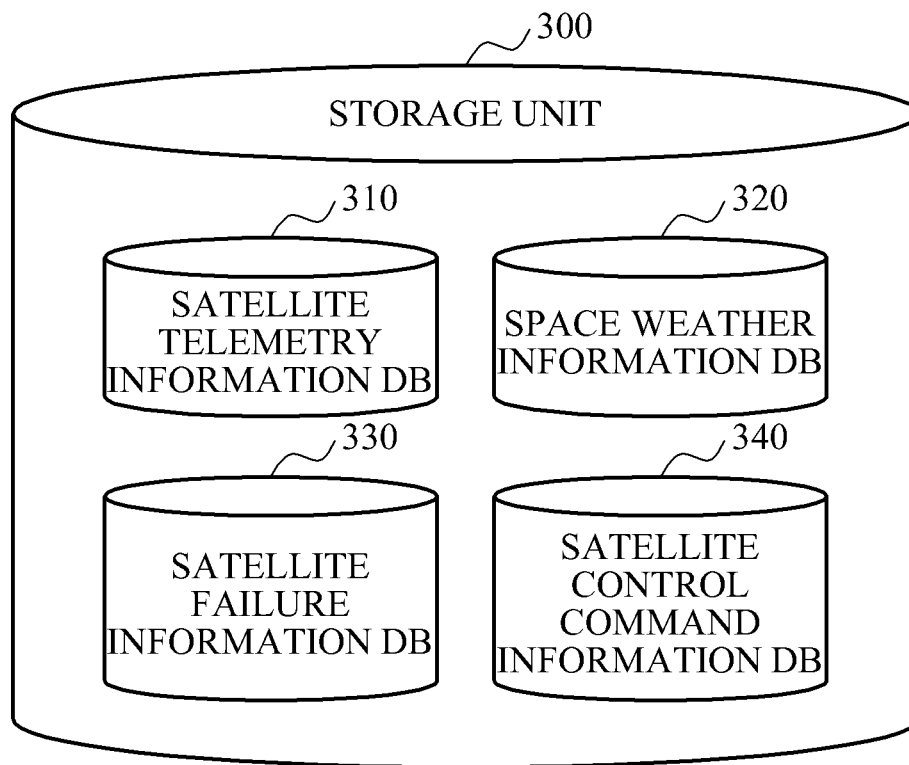 300
STORAGE UNIT
310
SATELLITE
TELEMETRY
INFORMATION DB
320
SPACE WEATHER
INFORMATION DB
330
SATELLITE
FAILURE
INFORMATION DB
340
SATELLITE
CONTROL
COMMAND
INFORMATION DB